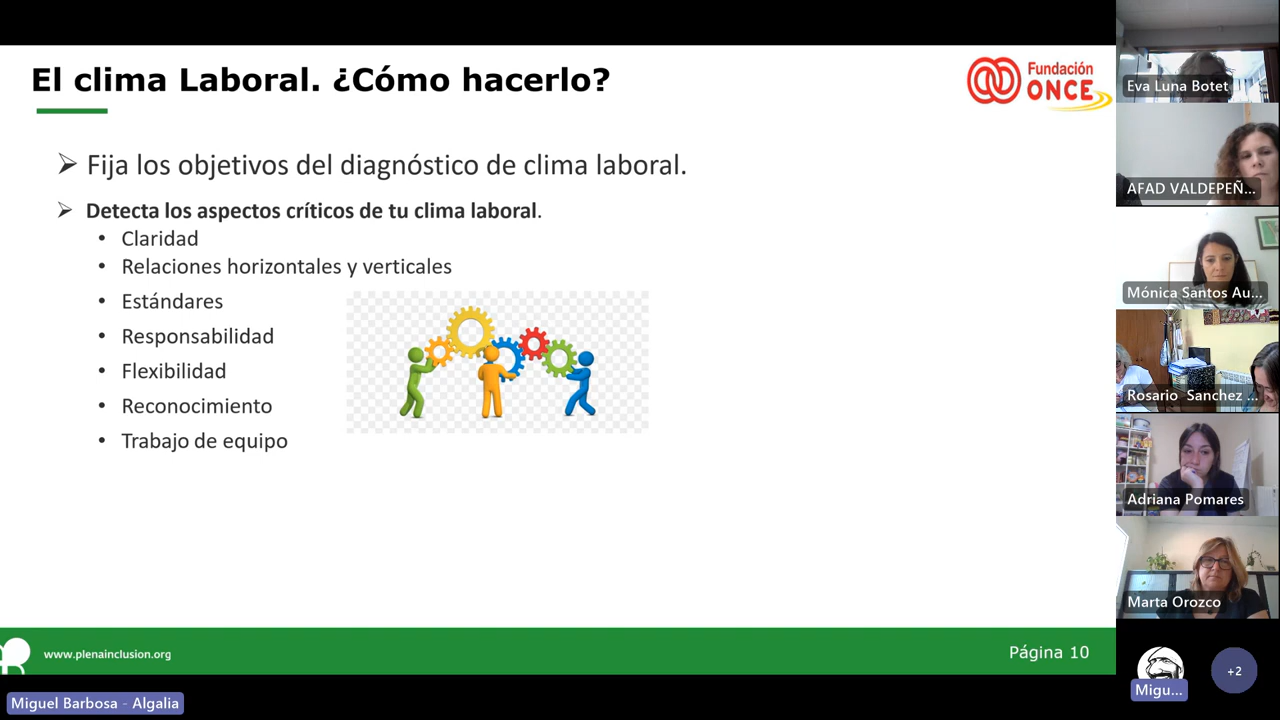 El clima Laboral. ¿Cómo hacerlo?
Fundación
ONCE
Fija los objetivos del diagnóstico de clima laboral.
Detecta los aspectos críticos de tu clima laboral.
Claridad
Relaciones horizontales y verticales
Estándares
Responsabilidad
Flexibilidad
Reconocimiento
Trabajo de equipo
www.plenainclusion.org
Página 10
Miguel Barbosa - Algalia
Eva Luna Botet
AFAD VALDEPEÑ...
Mónica Santos Au...
Rosario Sanchez ...
Adriana Pomares
Marta Orozco
Migu...
+2